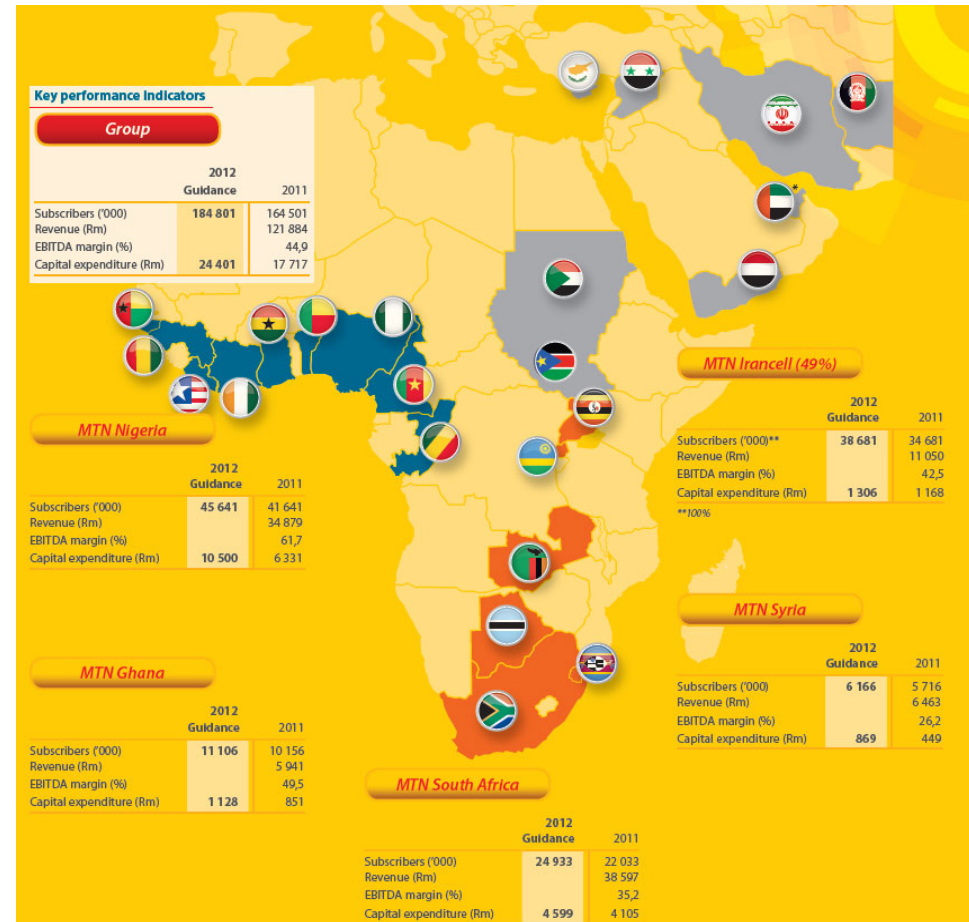 Key performance indicators
Group
2012
Guidance 2011
Subscribers ('000) 184 801 164 501
Revenue (Rm) 121 884
EBITDA margin (%) 44,9
Capital expenditure (Rm) 24 401 17 717
*
MTN Irancell (49%)
2012
Guidance 2011
Subscribers ('000)** 38 681 34 681
Revenue (Rm) 11 050
EBITDA margin (%) 42,5
Capital expenditure (Rm) 1 306 1 168
**100%
MTN Nigeria
2012
Guidance 2011
Subscribers ('000) 45 641 41 641
Revenue (Rm) 34 879
EBITDA margin (%) 61,7
Capital expenditure (Rm) 10 500 6 331
MTN Syria
2012
Guidance 2011
Subscribers ('000) 6 166 5 716
Revenue (Rm) 6 463
EBITDA margin (%) 26,2
Capital expenditure (Rm) 869 449
MTN Ghana
2012
Guidance 2011
Subscribers ('000) 11 106 10 156
Revenue (Rm) 5 941
EBITDA margin (%) 49,5
Capital expenditure (Rm) 1 128 851
MTN South Africa
2012
Guidance 2011
Subscribers ('000) 24 933 22 033
Revenue (Rm) 38 597
EBITDA margin (%) 35,2
Capital expenditure (Rm) 4 599 4 105